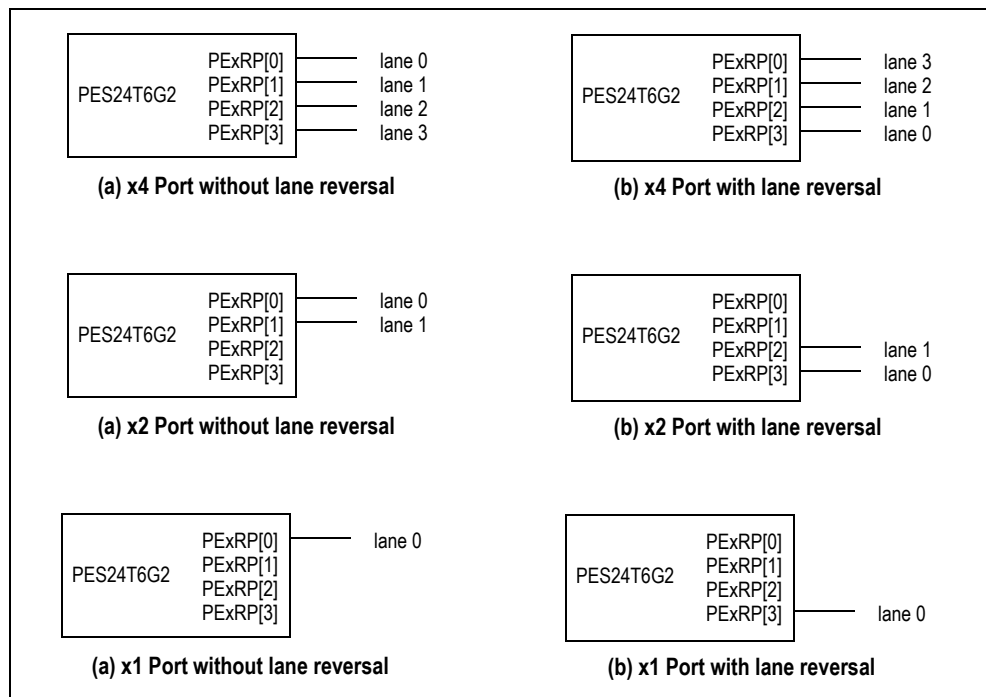 PES24T6G2
PExRP[0] lane 0
PExRP[1] lane 1
PExRP[2] lane 2
PExRP[3] lane 3
(a) x4 Port without lane reversal
PES24T6G2
PExRP[0] lane 3
PExRP[1] lane 2
PExRP[2] lane 1
PExRP[3] lane 0
(b) x4 Port with lane reversal
PES24T6G2
PExRP[0] lane 0
PExRP[1] lane 1
PExRP[2]
PExRP[3]
(a) x2 Port without lane reversal
PES24T6G2
PExRP[0]
PExRP[1]
PExRP[2] lane 1
PExRP[3] lane 0
(b) x2 Port with lane reversal
PES24T6G2
PExRP[0] lane 0
PExRP[1]
PExRP[2]
PExRP[3]
(a) x1 Port without lane reversal
PES24T6G2
PExRP[0]
PExRP[1]
PExRP[2]
PExRP[3] lane 0
(b) x1 Port with lane reversal